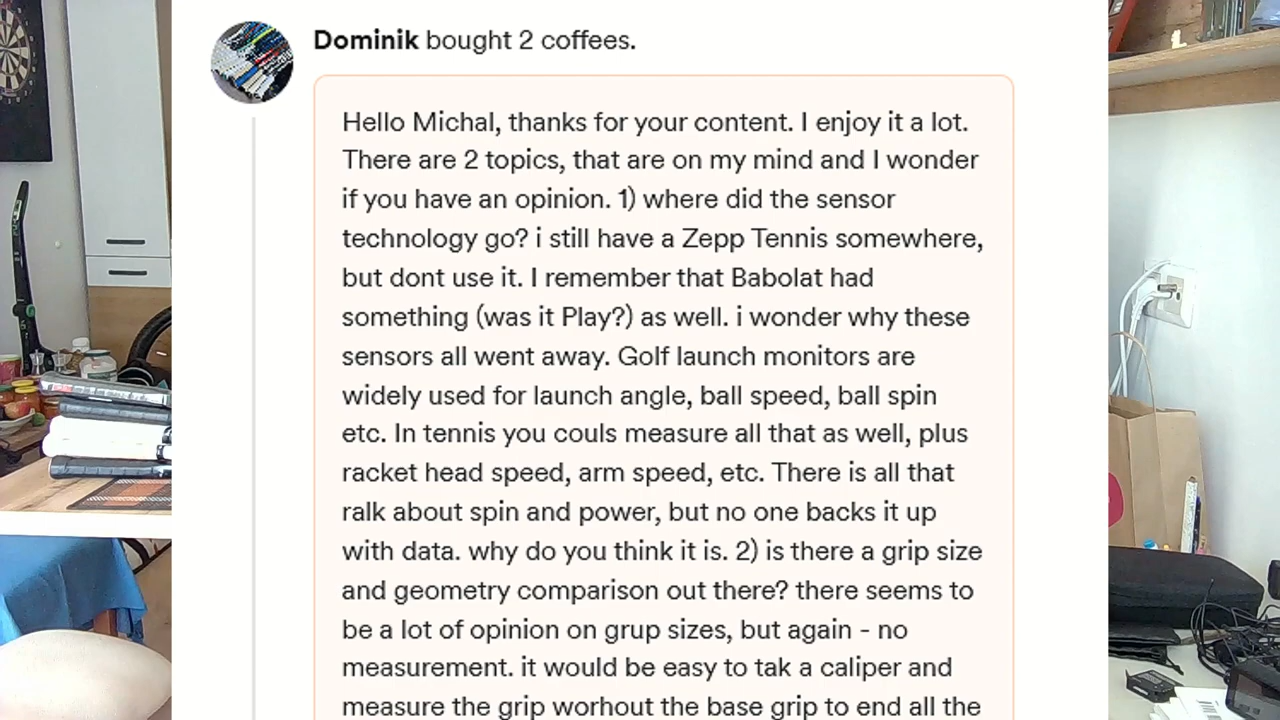 Dominik bought 2 coffees.
Hello Michal, thanks for your content. I enjoy it a lot.
There are 2 topics, that are on my mind and I wonder
if you have an opinion. 1) where did the sensor
technology go? i still have a Zepp Tennis somewhere,
but dont use it. I remember that Babolat had
something (was it Play?) as well. i wonder why these
sensors all went away. Golf launch monitors are
widely used for launch angle, ball speed, ball spin
etc. In tennis you couls measure all that as well, plus
racket head speed, arm speed, etc. There is all that
ralk about spin and power, but no one backs it up
with data. why do you think it is. 2) is there a grip size
and geometry comparison out there? there seems to
be a lot of opinion on grup sizes, but again - no
measurement. it would be easy to tak a caliper and
measure the grip worhout the base grip to end all the